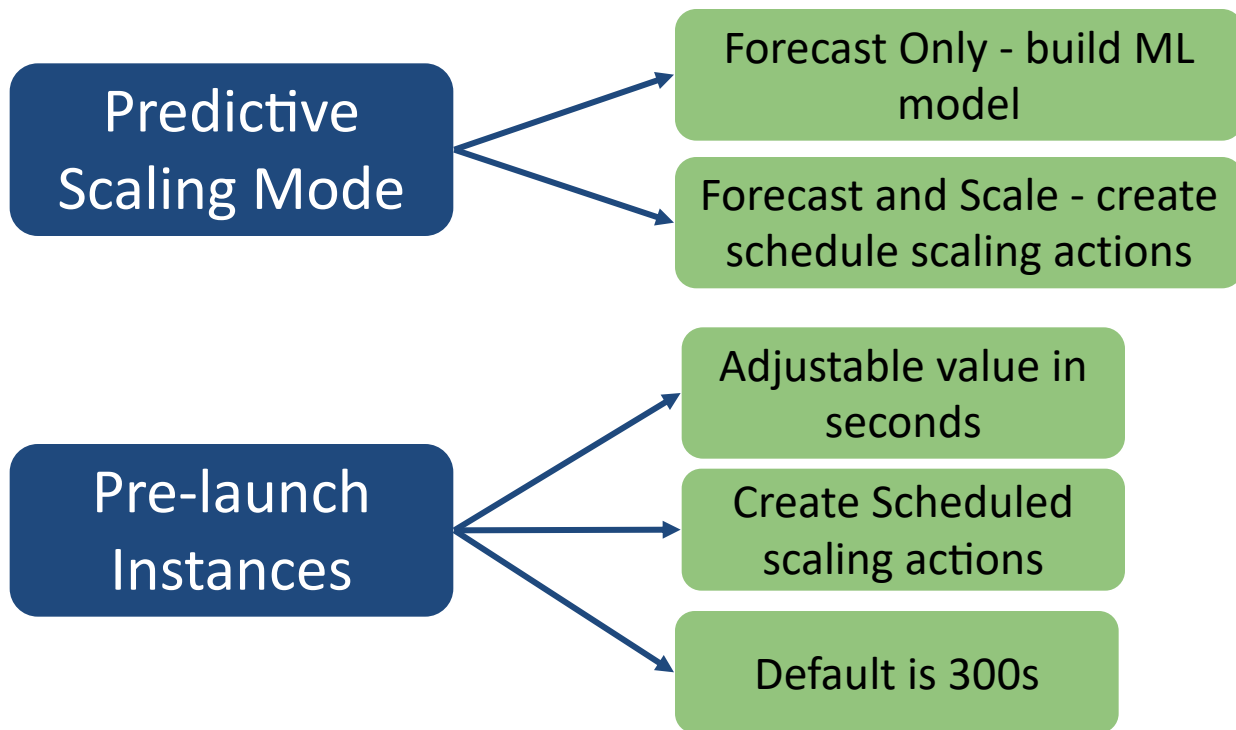 Predictive
Scaling Mode
Forecast Only - build ML
model
Forecast and Scale - create
schedule scaling actions
Pre-launch
Instances
Adjustable value in
seconds
Create Scheduled
scaling actions
Default is 300s